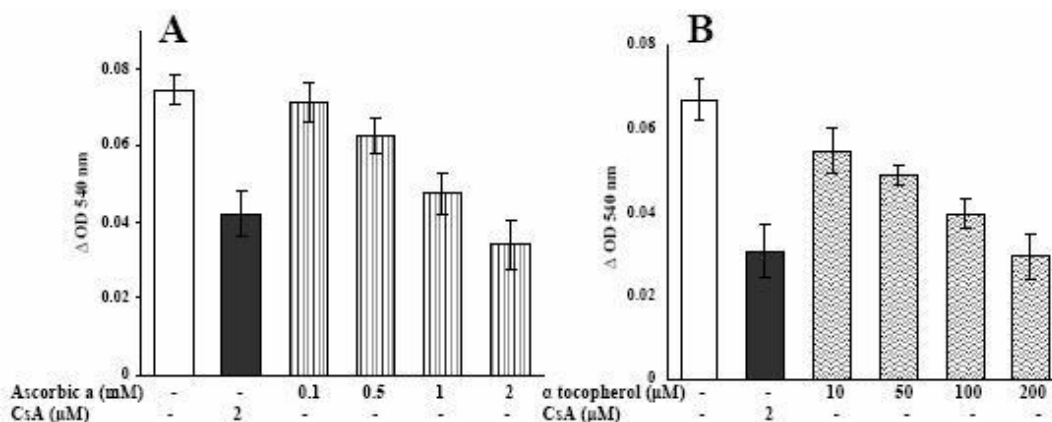 A
Δ OD 540 nm
0.08
0.06
0.04
0.02
0
Ascorbic a (mM) - - 0.1 0.5 1 2
CsA (μM) - 2 - - - -
B
Δ OD 540 nm
0.08
0.06
0.04
0.02
0
α tocopherol (μM) - - 10 50 100 200
CsA (μM) - 2 - - - -